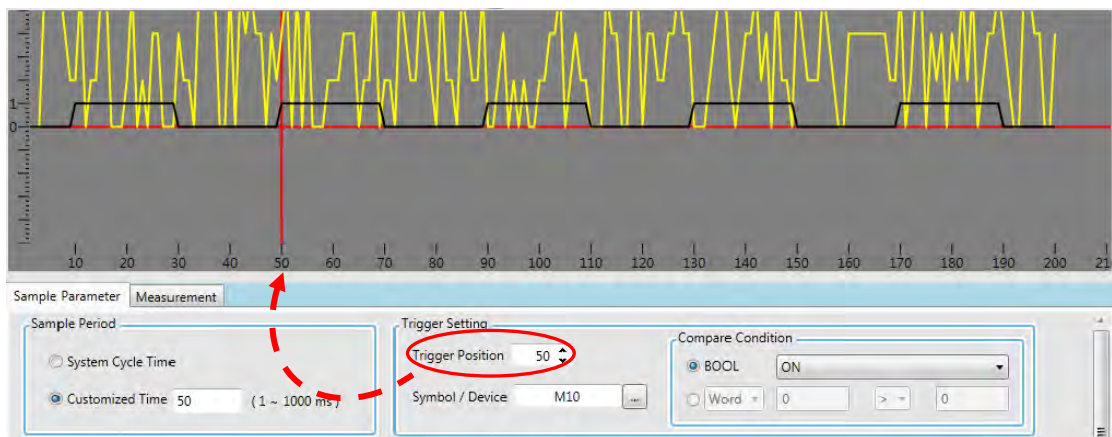 1
0
10 20 30 40 50 60 70 80 90 100 110 120 130 140 150 160 170 180 190 200 21
Sample Parameter Measurement
Sample Period
System Cycle Time
Customized Time 50 ( 1 ~ 1000 ms )
Trigger Setting
Trigger Position 50
Symbol / Device M10 ...
Compare Condition
BOOL ON
Word 0 > 0